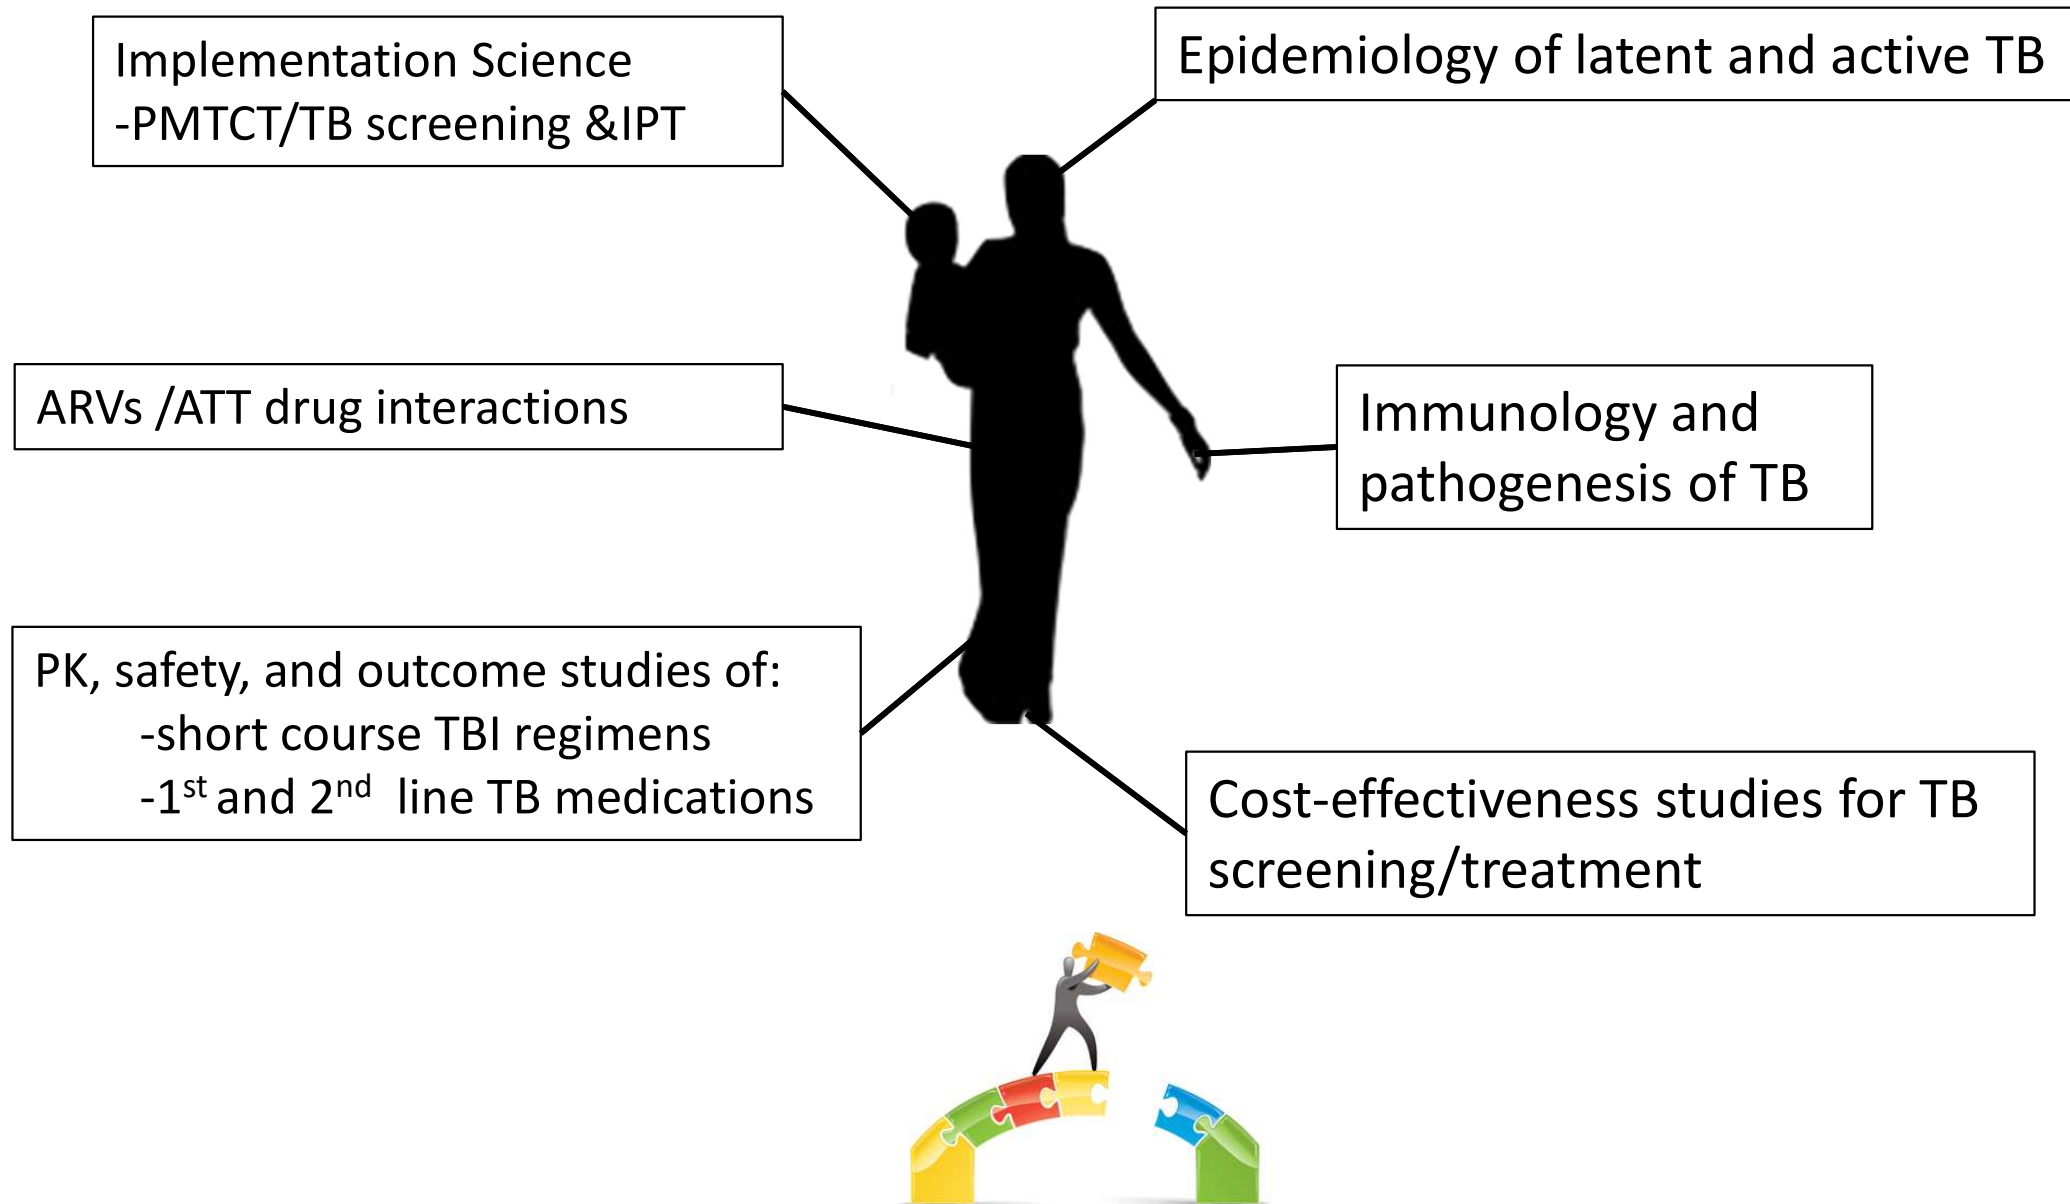 Implementation Science
-PMTCT/TB screening &IPT
Epidemiology of latent and active TB
ARVs /ATT drug interactions
Immunology and
pathogenesis of TB
PK, safety, and outcome studies of:
-short course TBI regimens
-1st and 2nd line TB medications
Cost-effectiveness studies for TB
screening/treatment